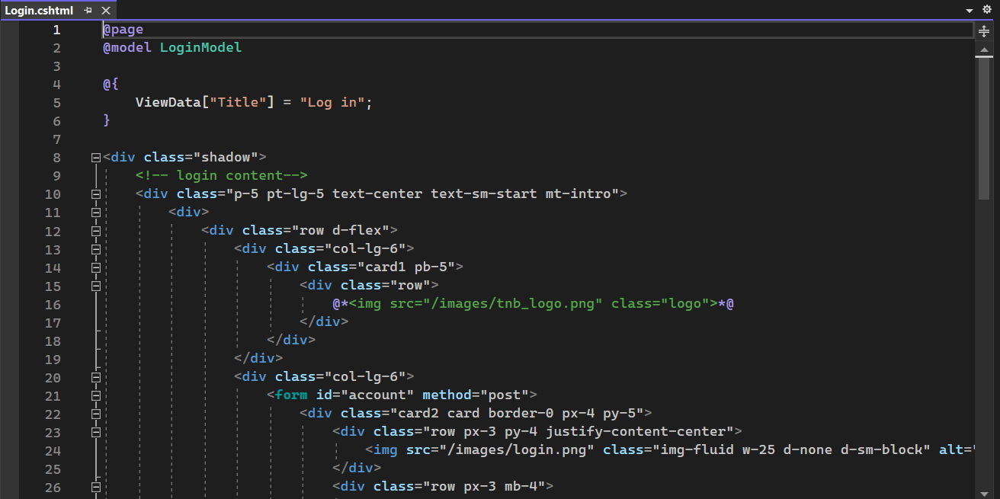 Login.cshtml
1 @page
2 @model LoginModel
3
4 @{
5 ViewData["Title"] = "Log in";
6 }
7
8 <div class="shadow">
9 <!-- login content-->
10 <div class="p-5 pt-lg-5 text-center text-sm-start mt-intro">
11 <div>
12 <div class="row d-flex">
13 <div class="col-lg-6">
14 <div class="card1 pb-5">
15 <div class="row">
16 @*<img src="/images/tnb_logo.png" class="logo">*@
17 </div>
18 </div>
19 </div>
20 <div class="col-lg-6">
21 <form id="account" method="post">
22 <div class="card2 card border-0 px-4 py-5">
23 <div class="row px-3 py-4 justify-content-center">
24 <img src="/images/login.png" class="img-fluid w-25 d-none d-sm-block" alt="
25 </div>
26 <div class="row px-3 mb-4">